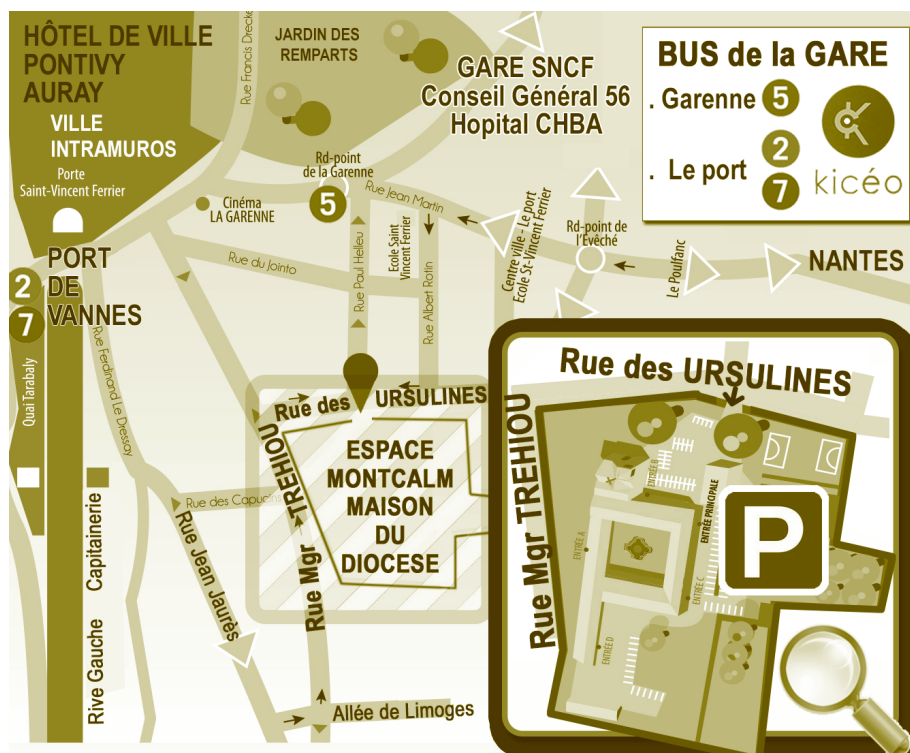 HÔTEL DE VILLE
PONTIVY
AURAY
VILLE
INTRAMUROS
Porte
Saint-Vincent Ferrier
Rue Francis Drecker
JARDIN DES
REMPARTS
GARE SNCF
Conseil Général 56
Hopital CHBA
BUS de la GARE
. Garenne 5
. Le port
2
7
kicéo
Rd-point
de la Garenne
5
Cinéma
LA GARENNE
Rue Jean Martin
Ecole Saint
Vincent Ferrier
Rue du Jointo
Rue Paul Helleu
Rue Albert Rotin
Centre ville - Le port
Ecole St-Vincent Ferrier
Rd-point de
l'Évêché
Le Poulfanc
NANTES
PORT
DE
VANNES
2
7
Quai Tarabaly
Rue Ferdinand Le Dressay
Rue des URSULINES
ESPACE
MONTCALM
MAISON
DU
DIOCESE
Rue Mgr TREHIOU
Rue des Capucins
Rue Jean Jaurès
Capitainerie
Rive Gauche
Allée de Limoges
Rue des URSULINES
Rue Mgr TREHIOU
ENTRÉE B
ENTRÉE PRINCIPALE
ENTRÉE A
ENTRÉE C
ENTRÉE D
P